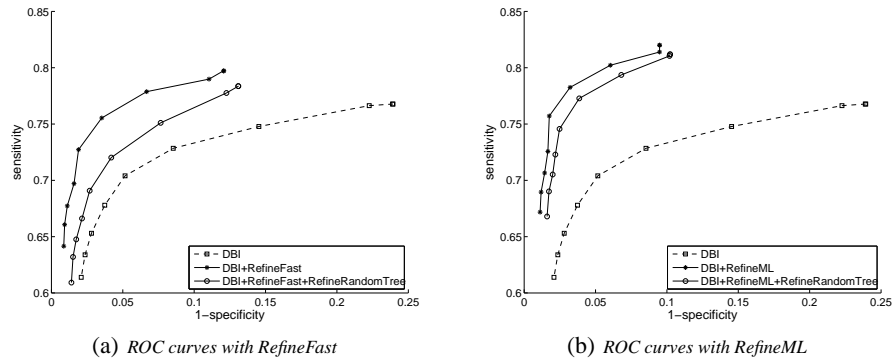 0.85
0.8
0.75
0.7
0.65
0.6
0
0.05
0.1
0.15
0.2
0.25
sensitivity
1−specificity
DBI
DBI+RefineFast
DBI+RefineFast+RefineRandomTree
(a) ROC curves with RefineFast
0.85
0.8
0.75
0.7
0.65
0.6
0
0.05
0.1
0.15
0.2
0.25
sensitivity
1−specificity
DBI
DBI+RefineML
DBI+RefineML+RefineRandomTree
(b) ROC curves with RefineML